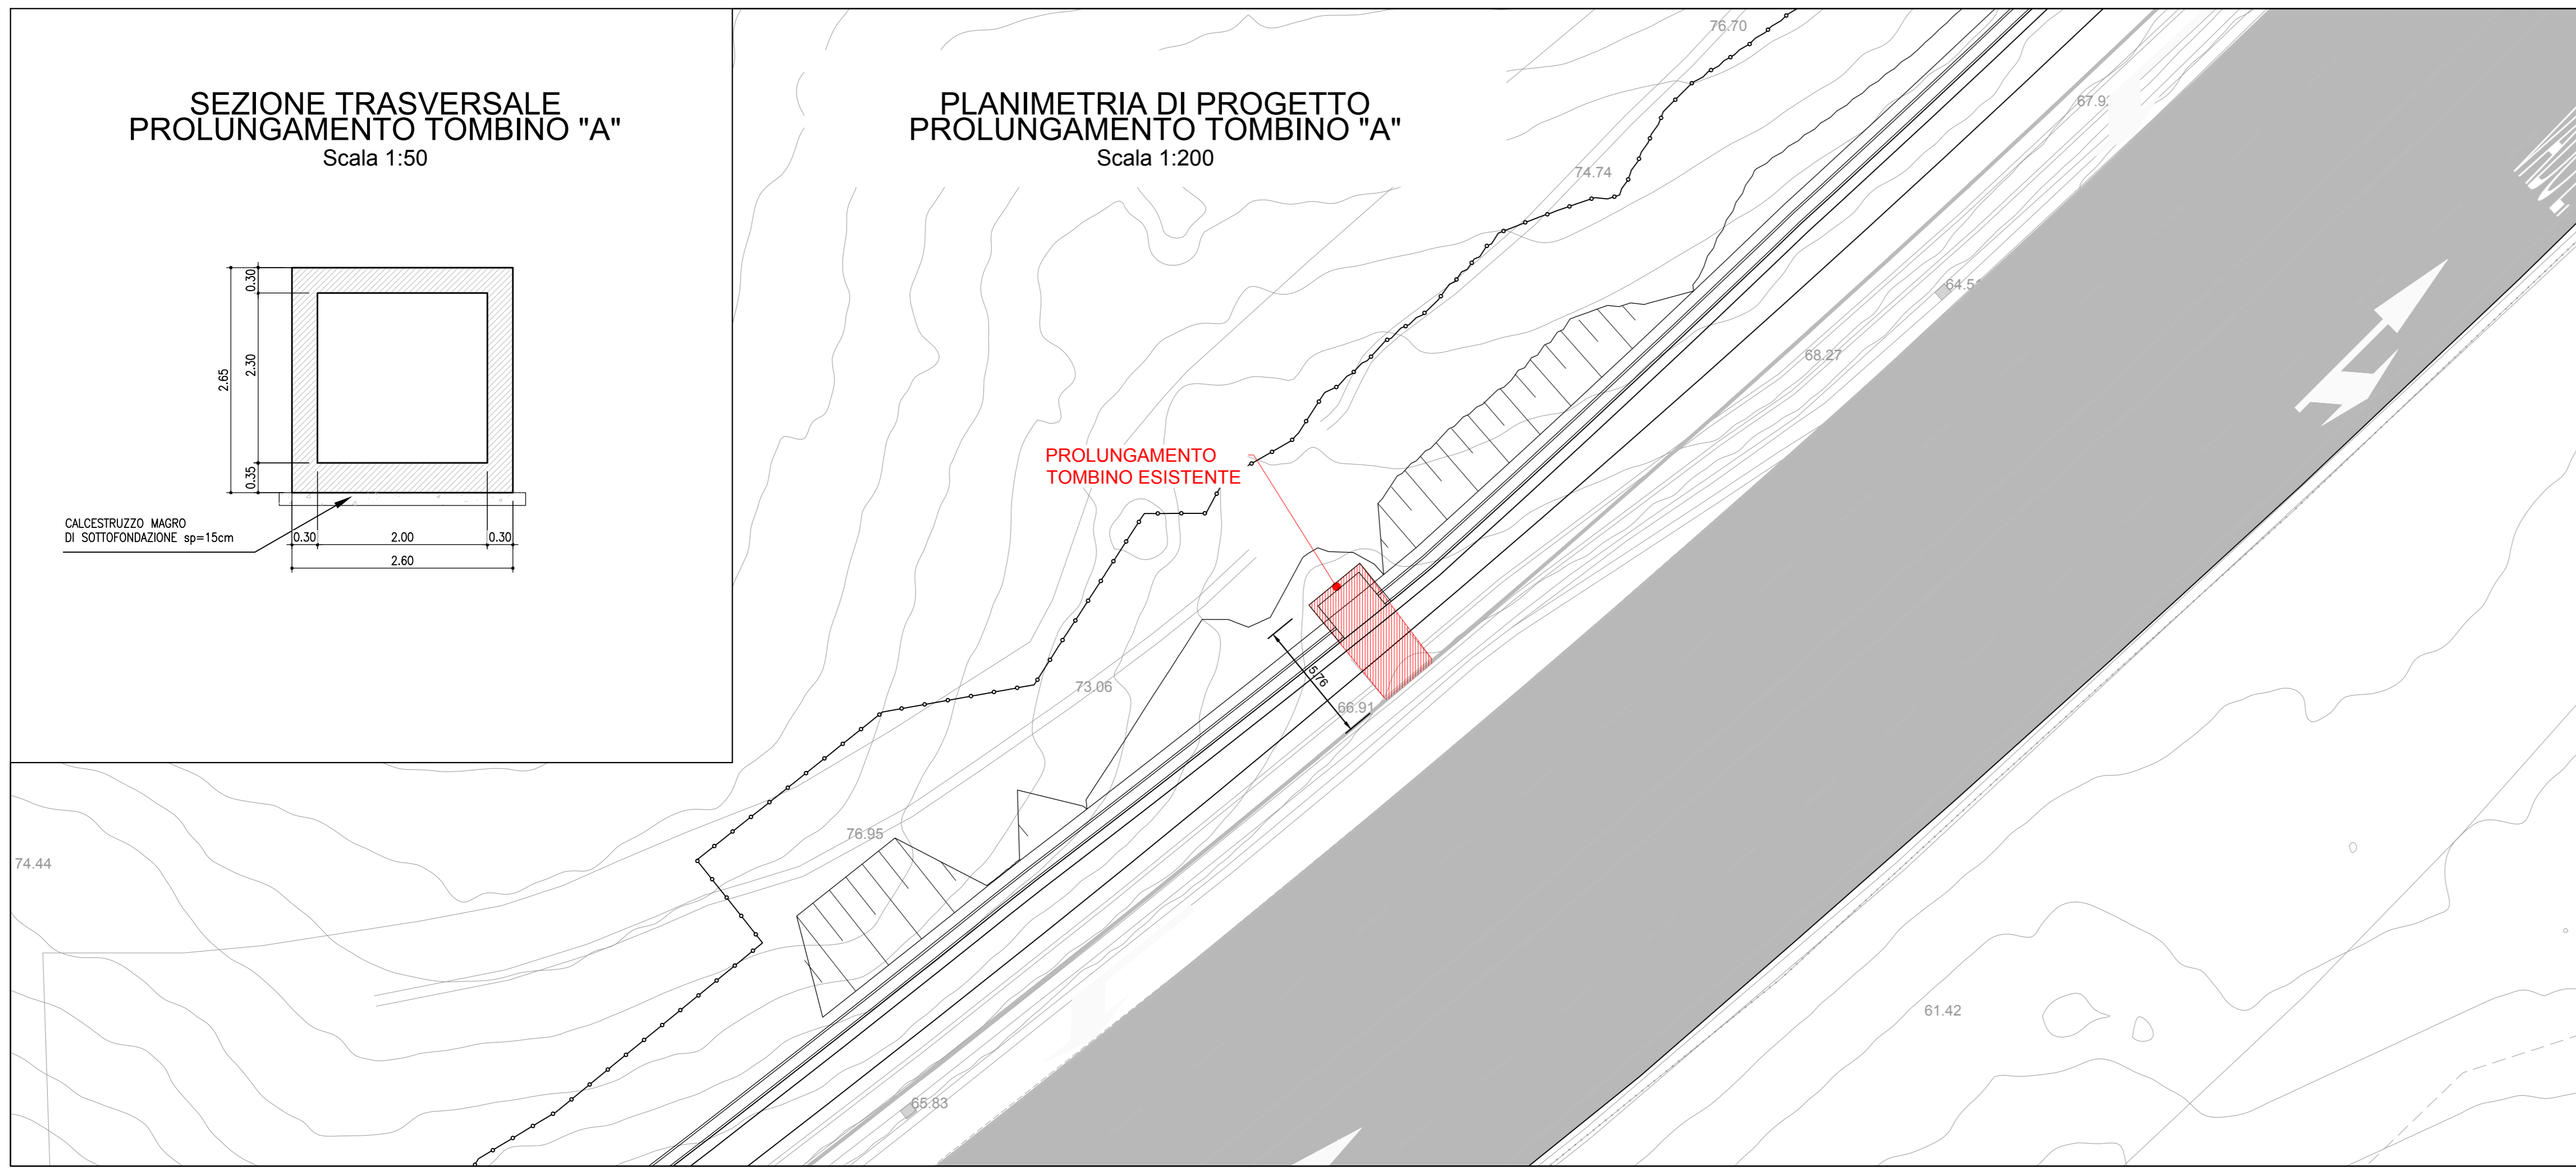 SEZIONE TRASVERSALE
PROLUNGAMENTO TOMBINO "A"
Scala 1:50
0.30
2.30
2.65
0.35
CALCESTRUZZO MAGRO
DI SOTTOFONDAZIONE sp=15cm
0.30
2.00
0.30
2.60
PLANIMETRIA DI PROGETTO
PROLUNGAMENTO TOMBINO "A"
Scala 1:200
76.70
74.74
68.27
PROLUNGAMENTO
TOMBINO ESISTENTE
5.76
73.06
66.91
76.95
74.44
61.42
65.83